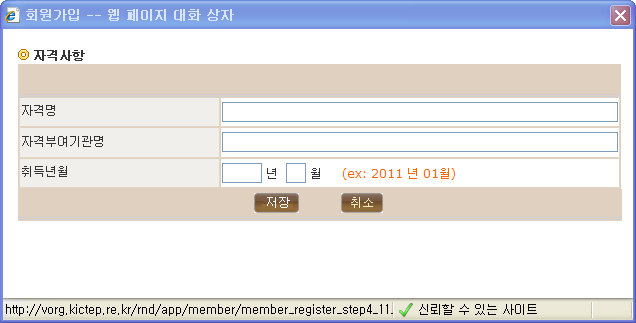 회원가입 -- 웹 페이지 대화 상자
자격사항
자격명
자격부여기관명
취득년월 년 월 (ex: 2011 년 01월)
저장 취소
http://vorg.kictep.re.kr/rnd/app/member/member_register_step4_11. 신뢰할 수 있는 사이트